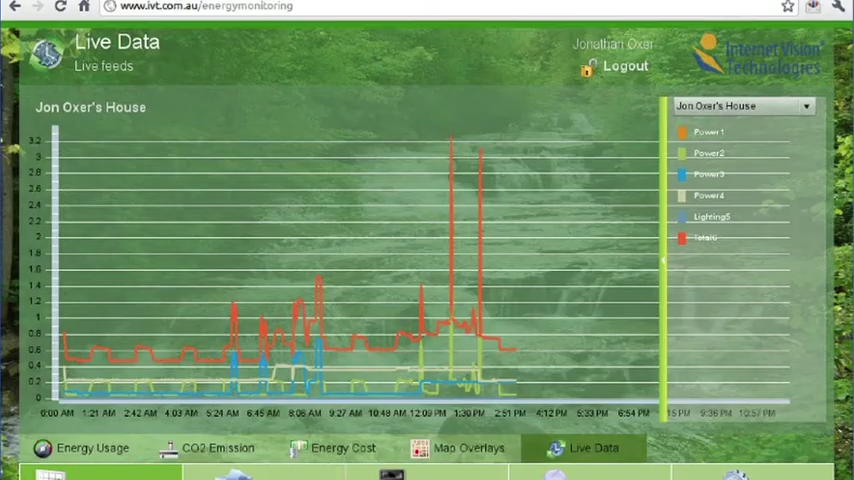 www.ivt.com.au/energymonitoring
Live Data
Live feeds
Jonathan Oxer
Logout
Internet Vision
Technologies
Jon Oxer's House
Jon Oxer's House
Power1
Power2
Power3
Power4
Lighting5
Total6
3.2
3
2.8
2.6
2.4
2.2
2
1.8
1.6
1.4
1.2
1
0.8
0.6
0.4
0.2
0
0:00 AM 1:21 AM 2:42 AM 4:03 AM 5:24 AM 6:45 AM 8:06 AM 9:27 AM 10:48 AM 12:09 PM 1:30 PM 2:51 PM 4:12 PM 5:33 PM 6:54 PM 15 PM 9:36 PM 10:57 PM
Energy Usage CO2 Emission Energy Cost Map Overlays Live Data